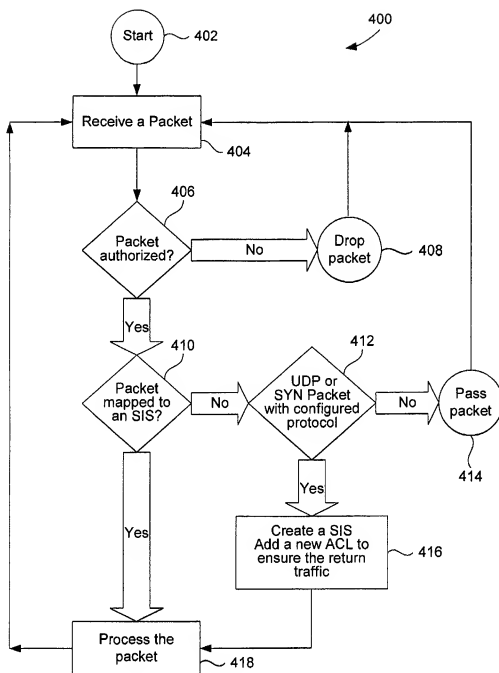 400
Start
402
Receive a Packet
404
406
Packet
authorized?
No
Drop
packet
408
Yes
410
412
Packet
mapped to
an SIS?
No
UDP or
SYN Packet
with configured
protocol
No
Pass
packet
414
Yes
Yes
Create a SIS
Add a new ACL to
ensure the return
traffic
416
Process the
packet
418